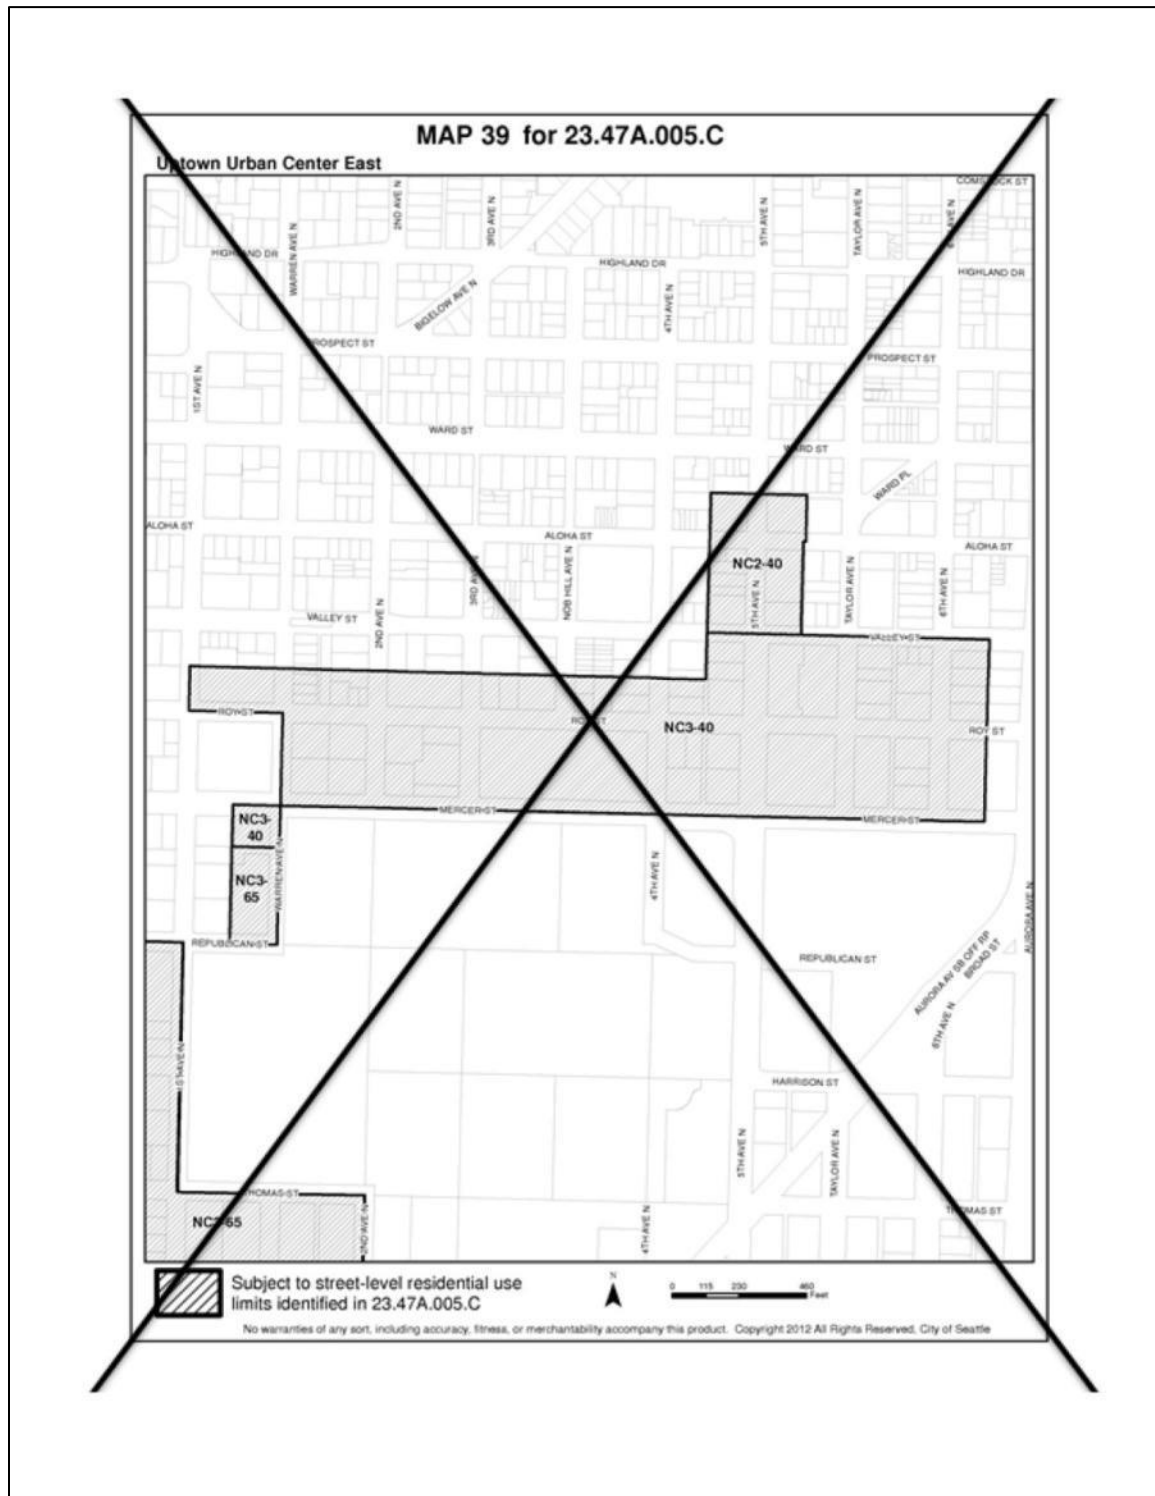 MAP 39 for 23.47A.005.C
Uptown Urban Center East
COMSTOCK ST
2ND AVE N
3RD AVE N
5TH AVE N
TAYLOR AVE N
6TH AVE N
WARREN AVE N
HIGHLAND DR
HIGHLAND DR
HIGHLAND DR
BIGELOW AVE N
4TH AVE N
PROSPECT ST
PROSPECT ST
1ST AVE N
WARD ST
WARD ST
WARD PL
ALOHA ST
ALOHA ST
ALOHA ST
NC2-40
3RD AVE N
NOB HILL AVE N
5TH AVE N
TAYLOR AVE N
6TH AVE N
VALLEY ST
2ND AVE N
VALLEY ST
ROY ST
ROY ST
NC3-40
ROY ST
MERCER ST
MERCER ST
NC3-
40
WARREN AVE N
NC3-
65
4TH AVE N
AURORA AVE N
REPUBLICAN ST
REPUBLICAN ST
AURORA AV SB OFF RP
BROAD ST
6TH AVE N
1ST AVE N
HARRISON ST
5TH AVE N
TAYLOR AVE N
THOMAS ST
THOMAS ST
2ND AVE N
4TH AVE N
NC3-65
Subject to street-level residential use
limits identified in 23.47A.005.C
N
0 115 230 460
Feet
No warranties of any sort, including accuracy, fitness, or merchantability accompany this product. Copyright 2012 All Rights Reserved, City of Seattle